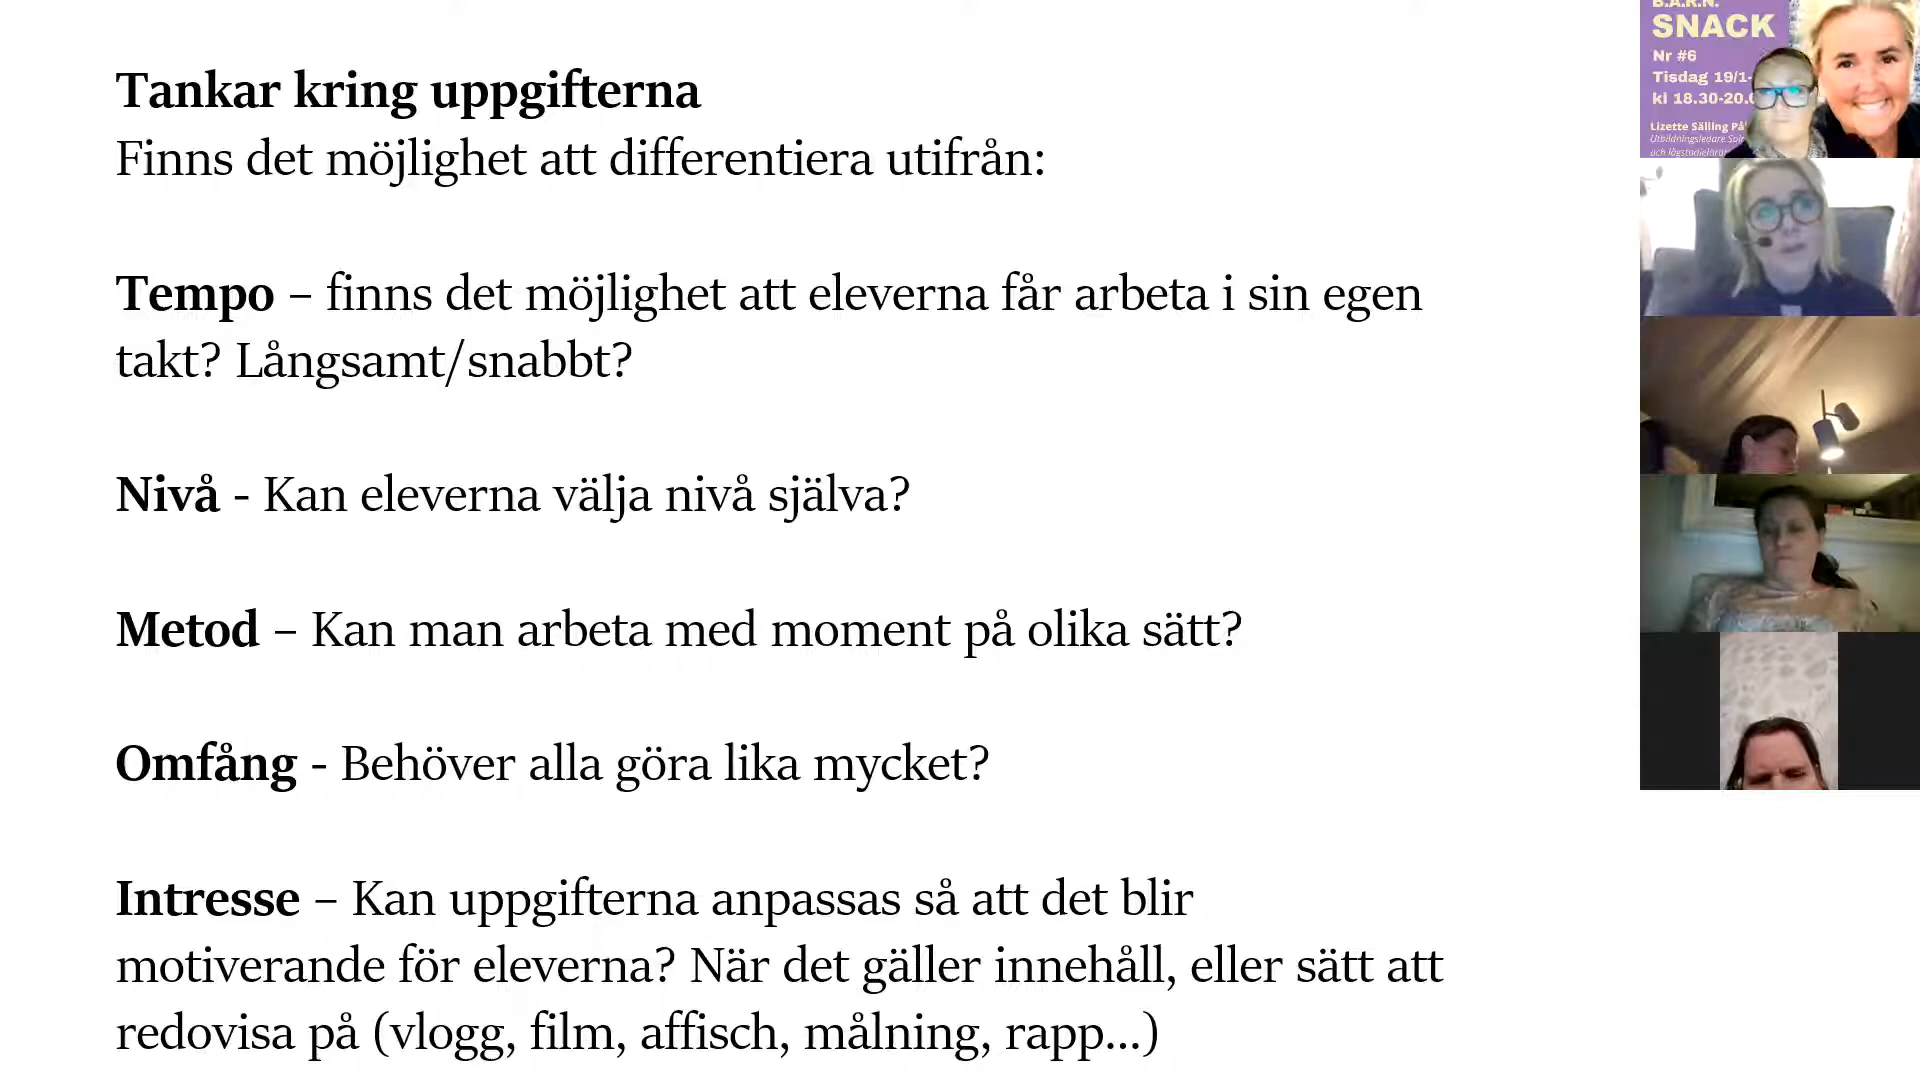 Tankar kring uppgifterna
Finns det möjlighet att differentiera utifrån:
Tempo – finns det möjlighet att eleverna får arbeta i sin egen
takt? Långsamt/snabbt?
Nivå - Kan eleverna välja nivå själva?
Metod – Kan man arbeta med moment på olika sätt?
Omfång - Behöver alla göra lika mycket?
Intresse – Kan uppgifterna anpassas så att det blir
motiverande för eleverna? När det gäller innehåll, eller sätt att
redovisa på (vlogg, film, affisch, målning, rapp...)
B.A.R.N.
SNACK
Nr #6
Tisdag 19/1-
kl 18.30-20.
Lizette Sälling
Utbildningsledare
och